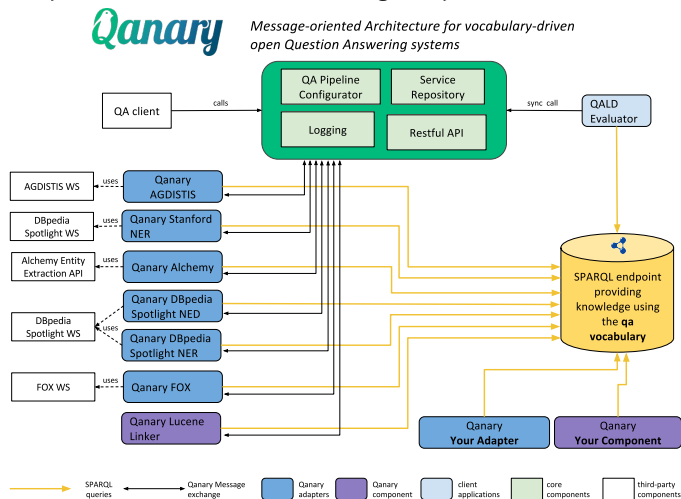 Qanary
Message-oriented Architecture for vocabulary-driven
open Question Answering systems
QA Pipeline
Configurator
Service
Repository
Logging
Restful API
QA client
calls
sync call
QALD
Evaluator
AGDISTIS WS
uses
Qanary
AGDISTIS
DBpedia
Spotlight WS
uses
Qanary Stanford
NER
Alchemy Entity
Extraction API
uses
Qanary Alchemy
DBpedia
Spotlight WS
uses
Qanary DBpedia
Spotlight NED
Qanary DBpedia
Spotlight NER
FOX WS
uses
Qanary FOX
Qanary Lucene
Linker
SPARQL endpoint
providing
knowledge using
the qa
vocabulary
Qanary
Your Adapter
Qanary
Your Component
SPARQL
queries
Qanary Message
exchange
Qanary
adapters
Qanary
component
client
applications
core
components
third-party
component